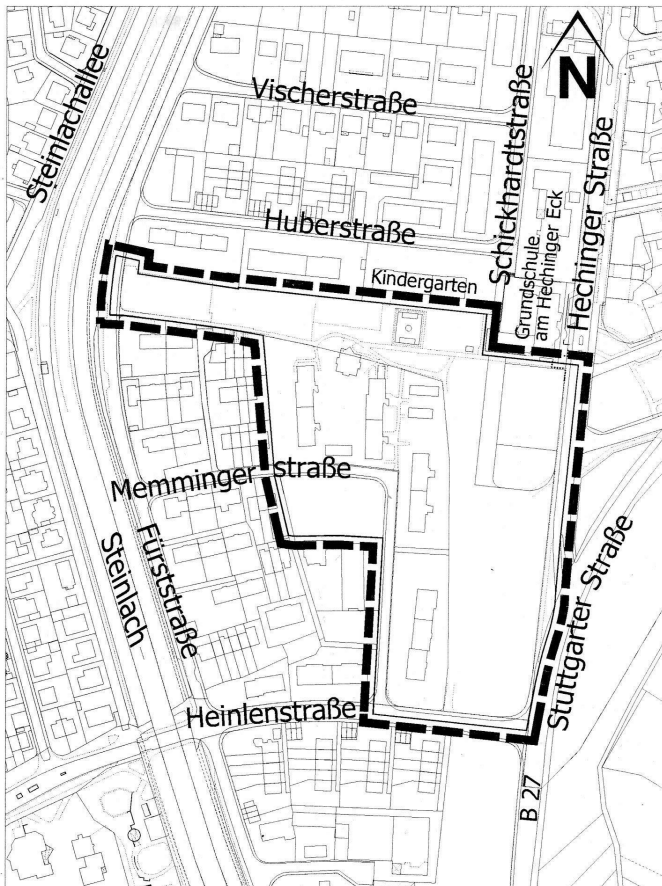 Steinlachallee
Vischerstraße
Schickhardtstraße
N
Hechinger Straße
Huberstraße
Kindergarten
Grundschule
am Hechinger Eck
Memminger straße
Fürststraße
Steinlach
Stuttgarter Straße
Heinlenstraße
B 27